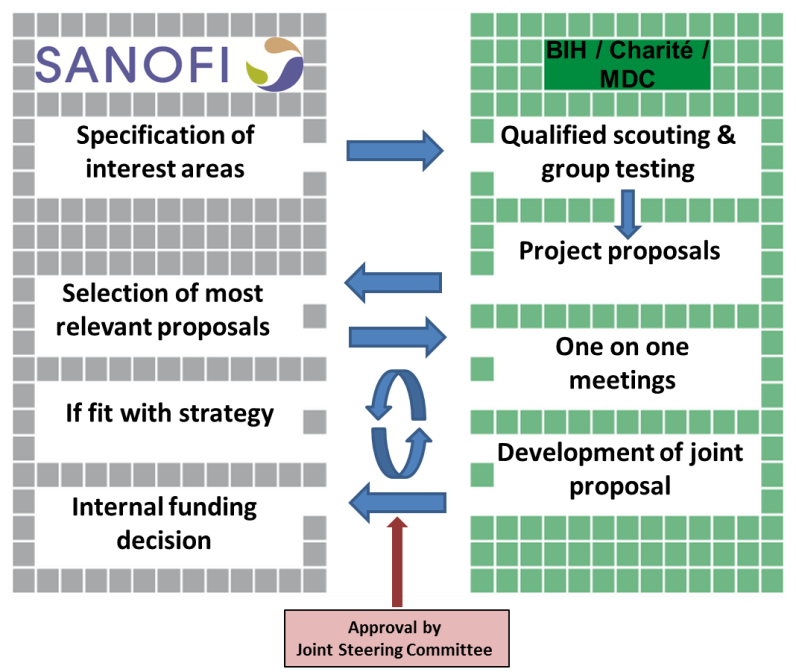 SANOFI
BIH / Charité /
MDC
Specification of
interest areas
Qualified scouting &
group testing
Project proposals
Selection of most
relevant proposals
One on one
meetings
If fit with strategy
Development of joint
proposal
Internal funding
decision
Approval by
Joint Steering Committee